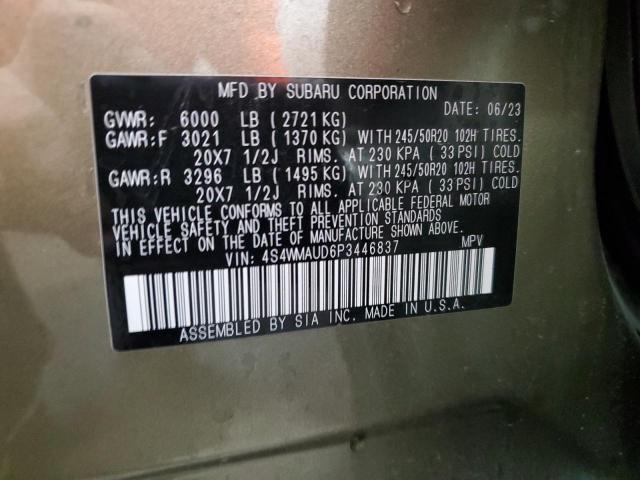 MFD BY SUBARU CORPORATION
DATE: 06/23
GVWR: 6000 LB (2721 KG)
GAWR:F 3021 LB (1370 KG) WITH 245/50R20 102H TIRES.
20X7 1/2J RIMS. AT 230 KPA (33 PSI) COLD
GAWR:R 3296 LB (1495 KG) WITH 245/50R20 102H TIRES.
20X7 1/2J RIMS. AT 230 KPA (33 PSI) COLD
THIS VEHICLE CONFORMS TO ALL APPLICABLE FEDERAL MOTOR
VEHICLE SAFETY AND THEFT PREVENTION STANDARDS
IN EFFECT ON THE DATE OF MANUFACTURE SHOWN ABOVE.
VIN: 4S4WMAUD6P3446837 MPV
ASSEMBLED BY SIA INC. MADE IN U.S.A.